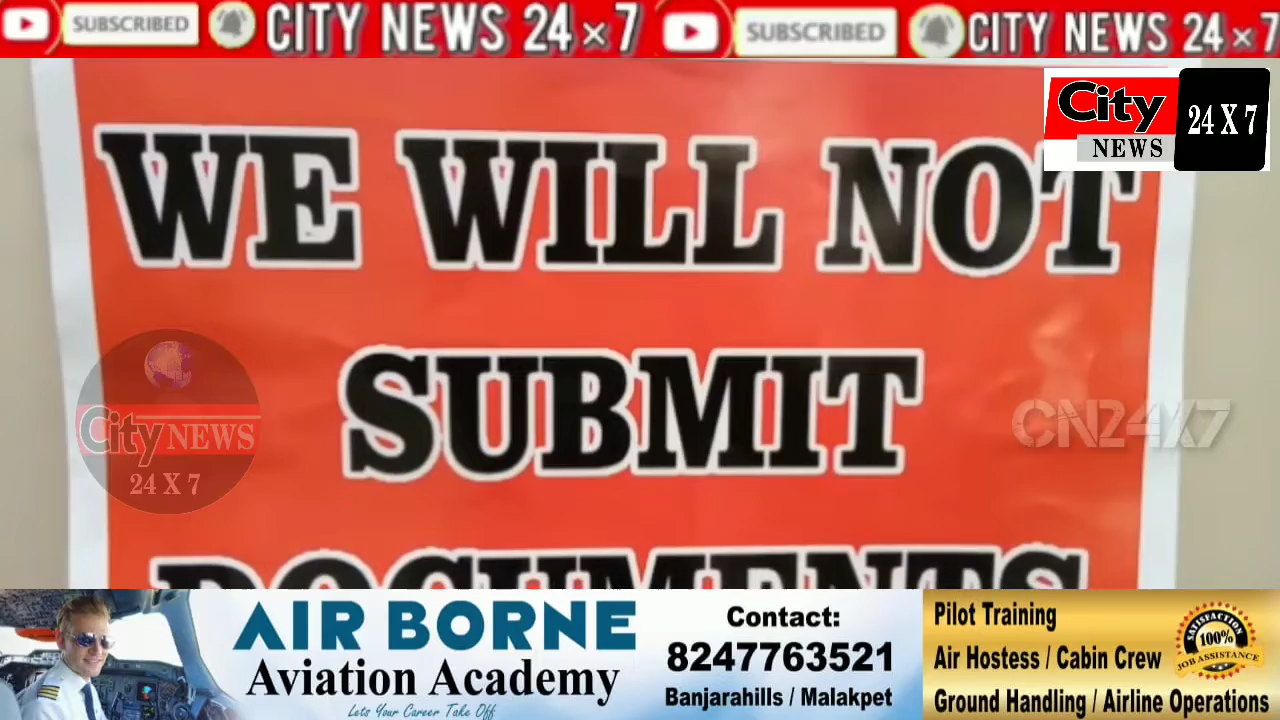 SUBSCRIBED CITY NEWS 24 × 7 SUBSCRIBED CITY NEWS 24 × 7
City NEWS 24 X 7
WE WILL NOT
SUBMIT
DOCUMENTS
City NEWS
24 X 7
CN24X7
AIR BORNE
Aviation Academy
Lets Your Career Take Off
Contact:
8247763521
Banjarahills / Malakpet
Pilot Training
Air Hostess / Cabin Crew
Ground Handling / Airline Operations
SATISFACTION
100%
JOB ASSISTANCE